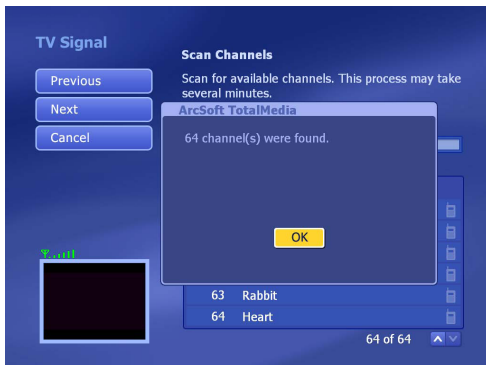 TV Signal
Previous
Next
Cancel
Scan Channels
Scan for available channels. This process may take
several minutes.
ArcSoft TotalMedia
64 channel(s) were found.
OK
63 Rabbit
64 Heart
64 of 64